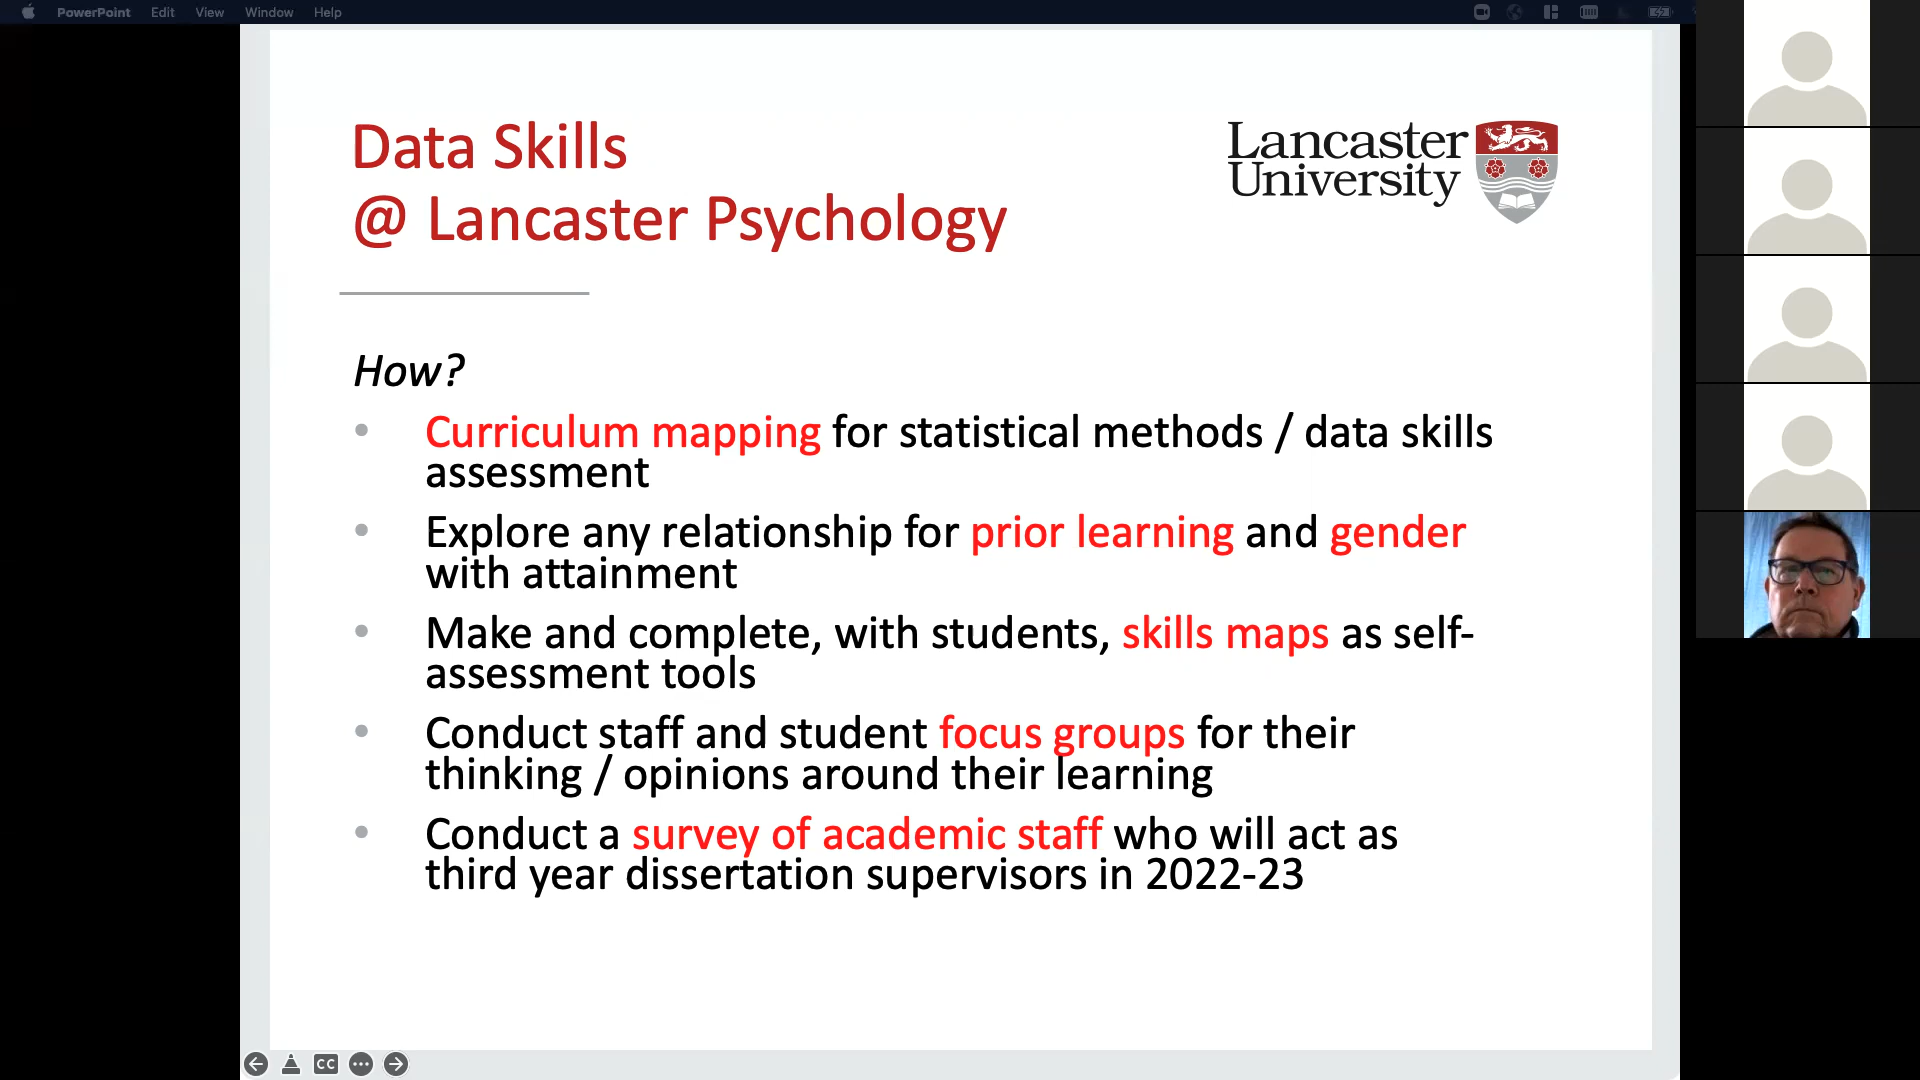 PowerPoint Edit View Window Help
Data Skills
@ Lancaster Psychology
Lancaster
University
How?
• Curriculum mapping for statistical methods / data skills
assessment
• Explore any relationship for prior learning and gender
with attainment
• Make and complete, with students, skills maps as self-
assessment tools
• Conduct staff and student focus groups for their
thinking / opinions around their learning
• Conduct a survey of academic staff who will act as
third year dissertation supervisors in 2022-23
CC